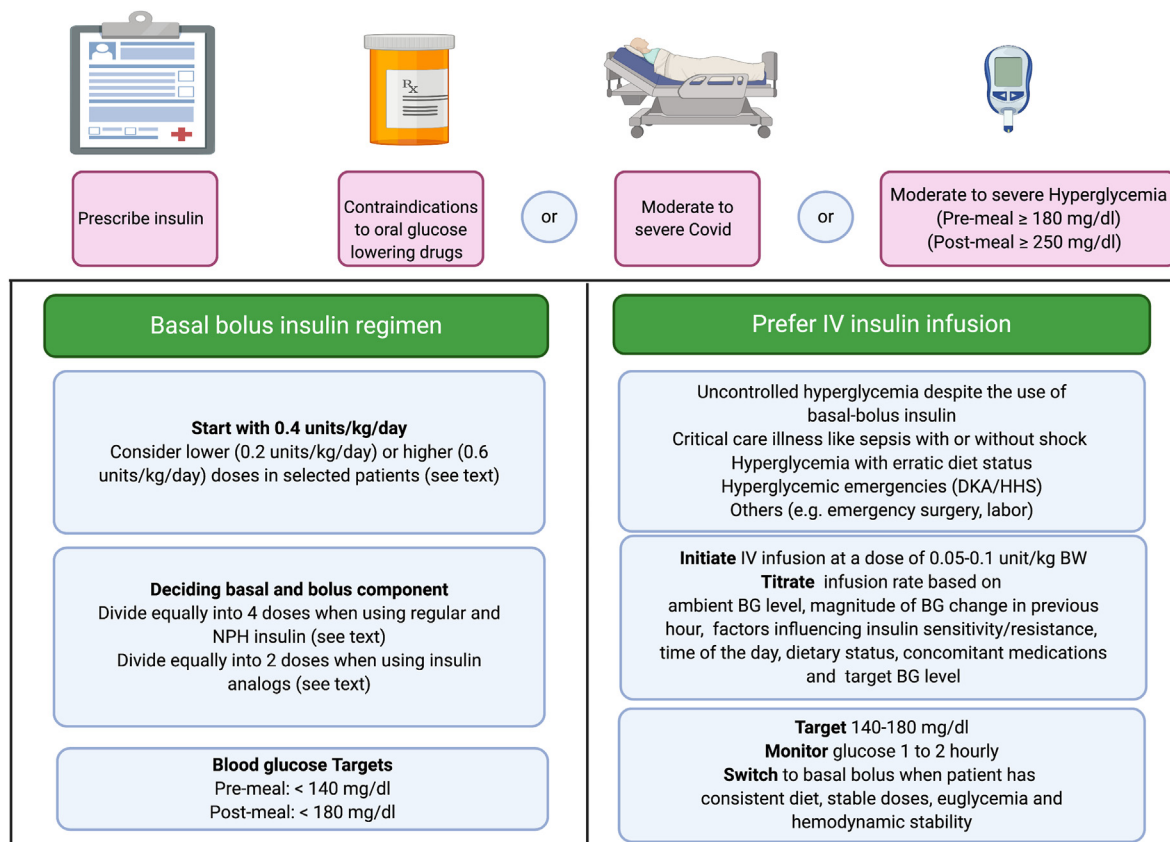 Rx
Prescribe insulin
Contraindications
to oral glucose
lowering drugs
or
Moderate to
severe Covid
or
Moderate to severe Hyperglycemia
(Pre-meal ≥ 180 mg/dl)
(Post-meal ≥ 250 mg/dl)
Basal bolus insulin regimen
Start with 0.4 units/kg/day
Consider lower (0.2 units/kg/day) or higher (0.6
units/kg/day) doses in selected patients (see text)
Deciding basal and bolus component
Divide equally into 4 doses when using regular and
NPH insulin (see text)
Divide equally into 2 doses when using insulin
analogs (see text)
Blood glucose Targets
Pre-meal: < 140 mg/dl
Post-meal: < 180 mg/dl
Prefer IV insulin infusion
Uncontrolled hyperglycemia despite the use of
basal-bolus insulin
Critical care illness like sepsis with or without shock
Hyperglycemia with erratic diet status
Hyperglycemic emergencies (DKA/HHS)
Others (e.g. emergency surgery, labor)
Initiate IV infusion at a dose of 0.05-0.1 unit/kg BW
Titrate infusion rate based on
ambient BG level, magnitude of BG change in previous
hour, factors influencing insulin sensitivity/resistance,
time of the day, dietary status, concomitant medications
and target BG level
Target 140-180 mg/dl
Monitor glucose 1 to 2 hourly
Switch to basal bolus when patient has
consistent diet, stable doses, euglycemia and
hemodynamic stability